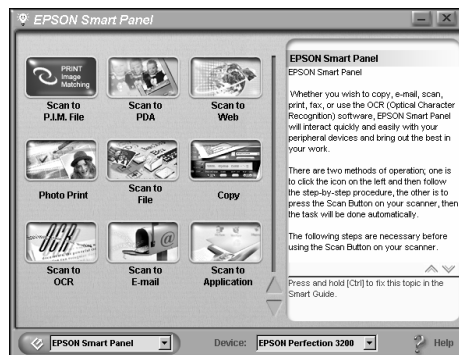 EPSON Smart Panel
PRINT
Image
Matching
Scan to
P.I.M. File
Scan to
PDA
Scan to
Web
Photo Print
Scan to
File
Copy
OCR
Scan to
OCR
@
Scan to
E-mail
Scan to
Application
EPSON Smart Panel
EPSON Smart Panel
Whether you wish to copy, e-mail, scan,
print, fax, or use the OCR (Optical Character
Recognition) software, EPSON Smart Panel
will interact quickly and easily with your
peripheral devices and bring out the best in
your work.
There are two methods of operation; one is
to click the icon on the left and then follow
the step-by-step procedure, the other is to
press the Scan Button on your scanner, then
the task will be done automatically.
The following steps are necessary before
using the Scan Button on your scanner.
Press and hold [Ctrl] to fix this topic in the
Smart Guide.
EPSON Smart Panel
Device: EPSON Perfection 3200
Help